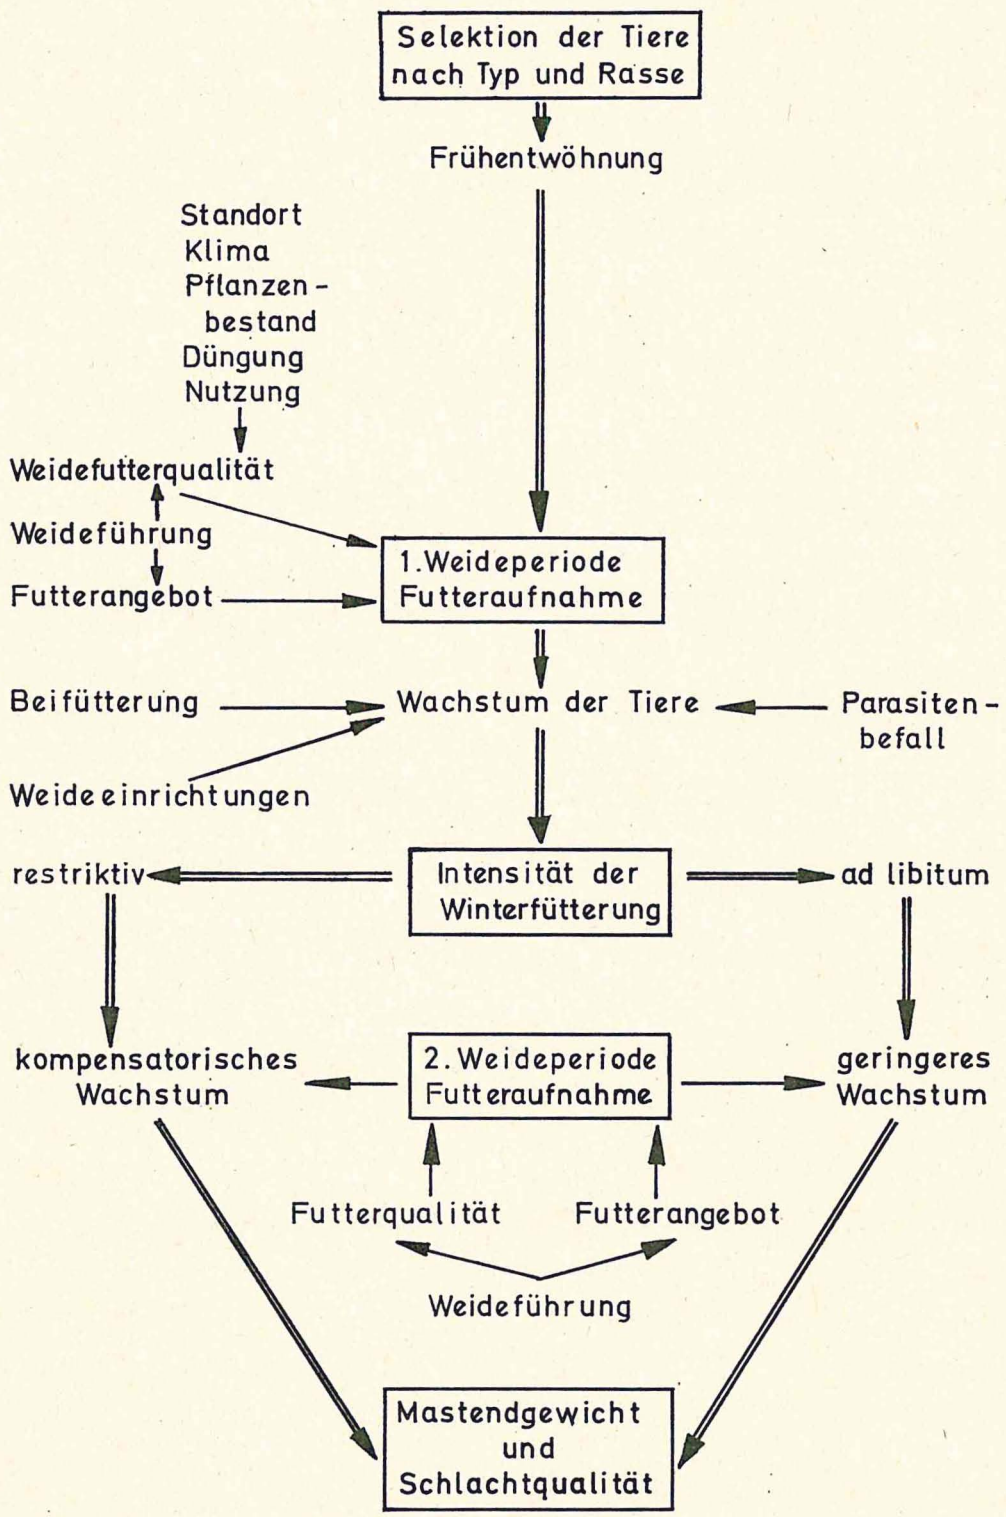 Selektion der Tiere
nach Typ und Rasse
Frühentwöhnung
Standort
Klima
Pflanzen-
bestand
Düngung
Nutzung
Weidefutterqualität
Weideführung
Futterangebot
1. Weideperiode
Futteraufnahme
Beifütterung
Wachstum der Tiere
Parasiten-
befall
Weideeinrichtungen
restriktiv
Intensität der
Winterfütterung
ad libitum
kompensatorisches
Wachstum
2. Weideperiode
Futteraufnahme
geringeres
Wachstum
Futterqualität
Futterangebot
Weideführung
Mastendgewicht
und
Schlachtqualität